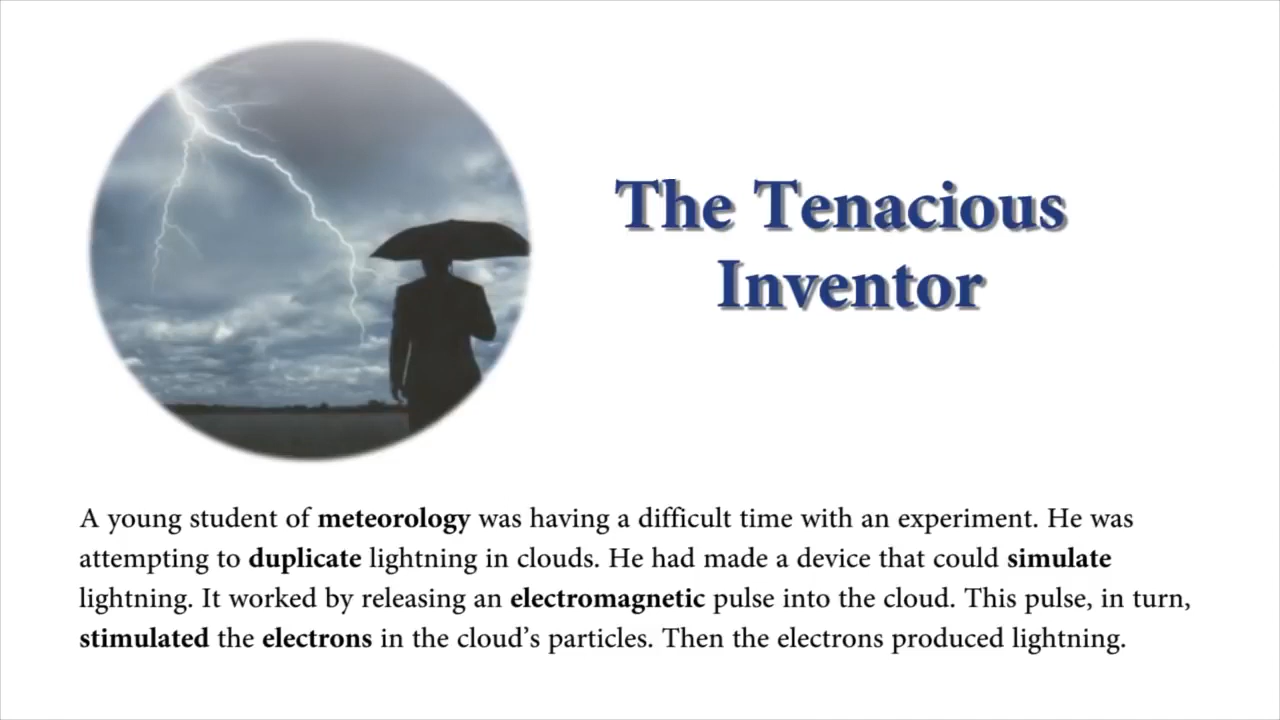 The Tenacious
Inventor
A young student of meteorology was having a difficult time with an experiment. He was
attempting to duplicate lightning in clouds. He had made a device that could simulate
lightning. It worked by releasing an electromagnetic pulse into the cloud. This pulse, in turn,
stimulated the electrons in the cloud’s particles. Then the electrons produced lightning.